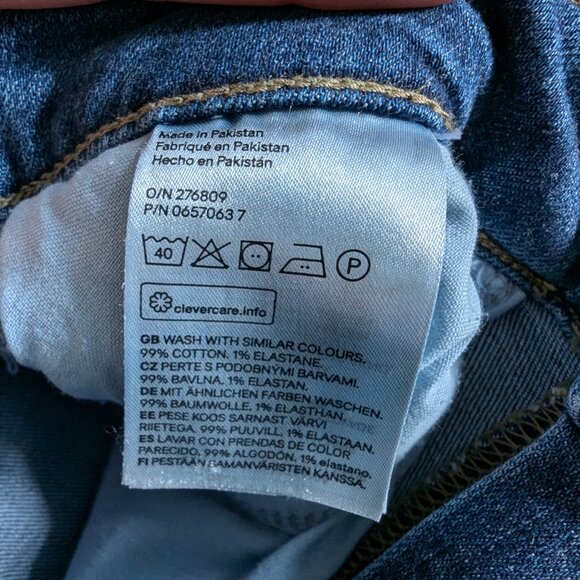 Made in Pakistan
Fabriqué en Pakistan
Hecho en Pakistán
O/N 276809
P/N 0657063 7
40 P
clevercare.info
GB WASH WITH SIMILAR COLOURS.
99% COTTON. 1% ELASTANE.
CZ PERTE S PODOBNÝMI BARVAMI.
99% BAVLNA. 1% ELASTAN.
DE MIT ÄHNLICHEN FARBEN WASCHEN.
99% BAUMWOLLE. 1% ELASTHAN.
EE PESE KOOS SARNAST VÄRVI
RIIETEGA. 99% PUUVILL. 1% ELASTAAN.
ES LAVAR CON PRENDAS DE COLOR
PARECIDO. 99% ALGODÓN. 1% elastano.
FI PESTÄÄN SAMANVÄRISTEN KANSSA.